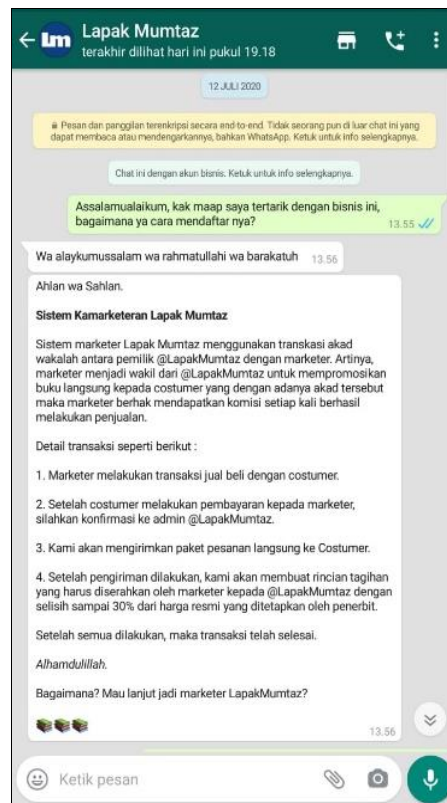 Lm
Lapak Mumtaz
terakhir dilihat hari ini pukul 19.18
12 JULI 2020
Pesan dan panggilan terenkripsi secara end-to-end. Tidak seorang pun di luar chat ini yang
dapat membaca atau mendengarkannya, bahkan WhatsApp. Ketuk untuk info selengkapnya.
Chat ini dengan akun bisnis. Ketuk untuk info selengkapnya.
Assalamualaikum, kak maap saya tertarik dengan bisnis ini,
bagaimana ya cara mendaftar nya?
13.55
Wa alaykumussalam wa rahmatullahi wa barakatuh 13.56
Ahlan wa Sahlan.
Sistem Kamarketeran Lapak Mumtaz
Sistem marketer Lapak Mumtaz menggunakan transkasi akad
wakalah antara pemilik @LapakMumtaz dengan marketer. Artinya,
marketer menjadi wakil dari @LapakMumtaz untuk mempromosikan
buku langsung kepada costumer yang dengan adanya akad tersebut
maka marketer berhak mendapatkan komisi setiap kali berhasil
melakukan penjualan.
Detail transaksi seperti berikut :
1. Marketer melakukan transaksi jual beli dengan costumer.
2. Setelah costumer melakukan pembayaran kepada marketer,
silahkan konfirmasi ke admin @LapakMumtaz.
3. Kami akan mengirimkan paket pesanan langsung ke Costumer.
4. Setelah pengiriman dilakukan, kami akan membuat rincian tagihan
yang harus diserahkan oleh marketer kepada @LapakMumtaz dengan
selisih sampai 30% dari harga resmi yang ditetapkan oleh penerbit.
Setelah semua dilakukan, maka transaksi telah selesai.
Alhamdulillah.
Bagaimana? Mau lanjut jadi marketer LapakMumtaz?
13.56
Ketik pesan